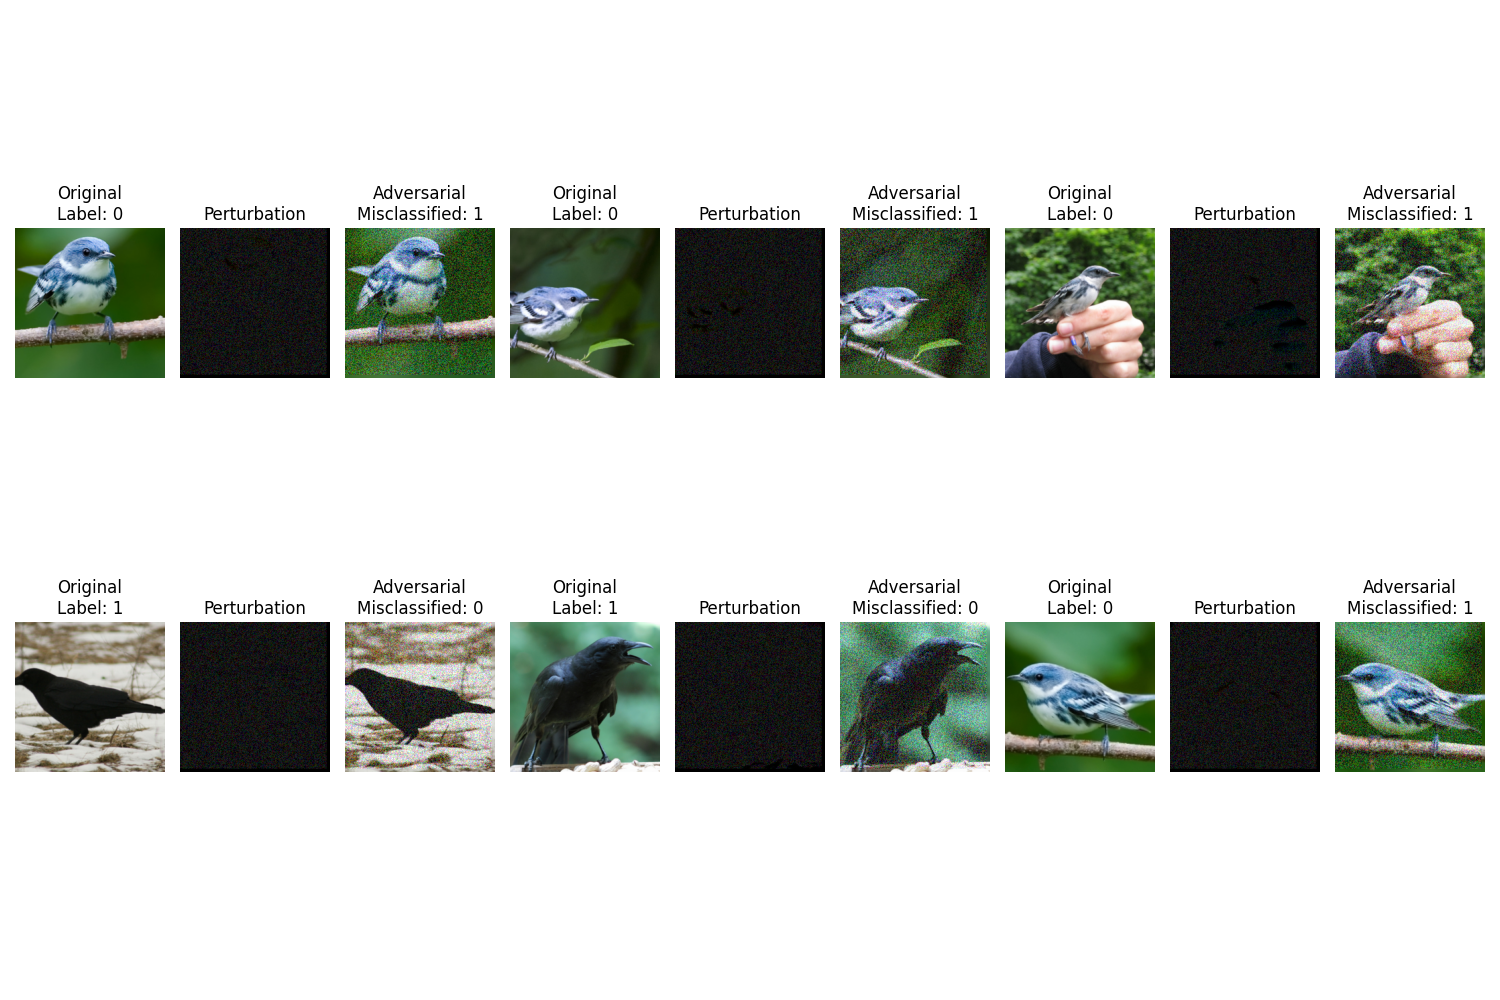 Original
Label: 0
Perturbation
Adversarial
Misclassified: 1
Original
Label: 0
Perturbation
Adversarial
Misclassified: 1
Original
Label: 0
Perturbation
Adversarial
Misclassified: 1
Original
Label: 1
Perturbation
Adversarial
Misclassified: 0
Original
Label: 1
Perturbation
Adversarial
Misclassified: 0
Original
Label: 0
Perturbation
Adversarial
Misclassified: 1